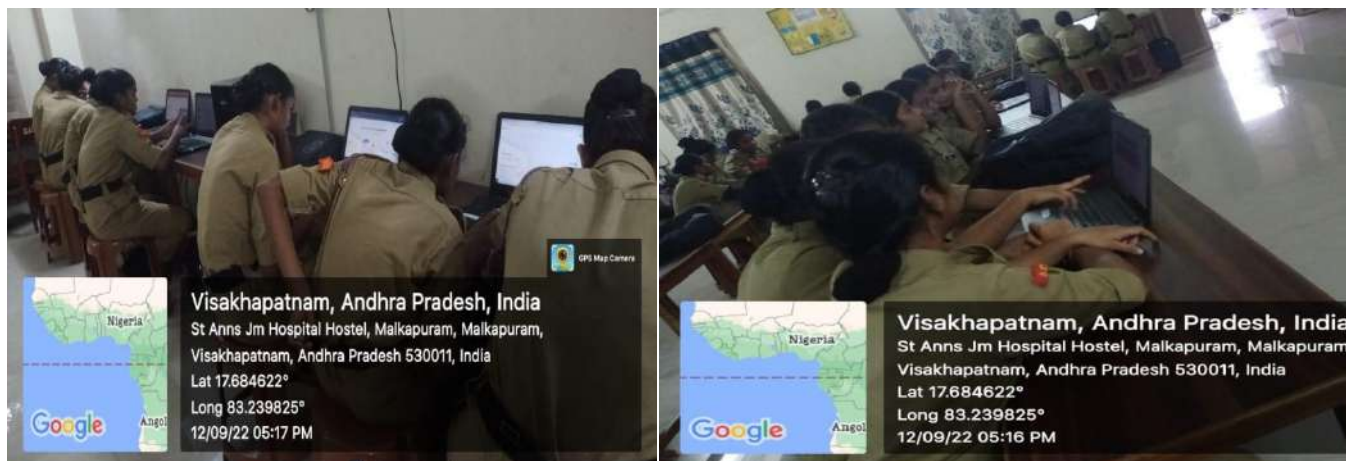 GPS Map Camera
Nigeria
Angol
Google
Visakhapatnam, Andhra Pradesh, India
St Anns Jm Hospital Hostel, Malkapuram, Malkapuram,
Visakhapatnam, Andhra Pradesh 530011, India
Lat 17.684622°
Long 83.239825°
12/09/22 05:17 PM
Nigeria
Angol
Google
Visakhapatnam, Andhra Pradesh, India
St Anns Jm Hospital Hostel, Malkapuram, Malkapuram
Visakhapatnam, Andhra Pradesh 530011, India
Lat 17.684622°
Long 83.239825°
12/09/22 05:16 PM